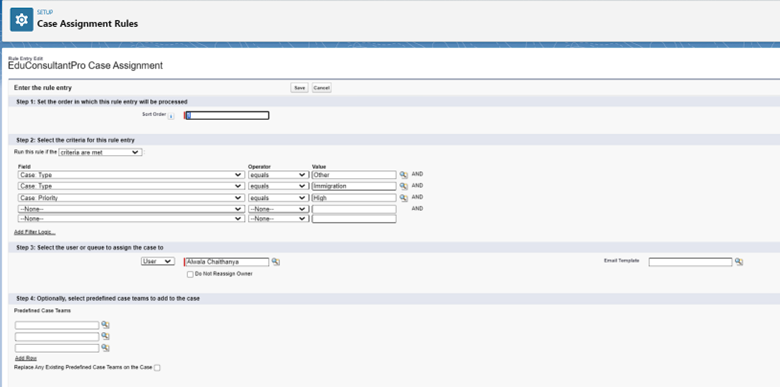 SETUP
Case Assignment Rules
Rule Entry Edit
EduConsultantPro Case Assignment
Enter the rule entry Save Cancel
Step 1: Set the order in which this rule entry will be processed
Sort Order
Step 2: Select the criteria for this rule entry
Run this rule if the criteria are met :
Field Operator Value
Case: Type equals Other AND
Case: Type equals Immigration AND
Case: Priority equals High AND
--None-- --None-- AND
--None-- --None--
Add Filter Logic...
Step 3: Select the user or queue to assign the case to
User Alwala Chaithanya Email Template
Do Not Reassign Owner
Step 4: Optionally, select predefined case teams to add to the case
Predefined Case Teams
Add Row
Replace Any Existing Predefined Case Teams on the Case